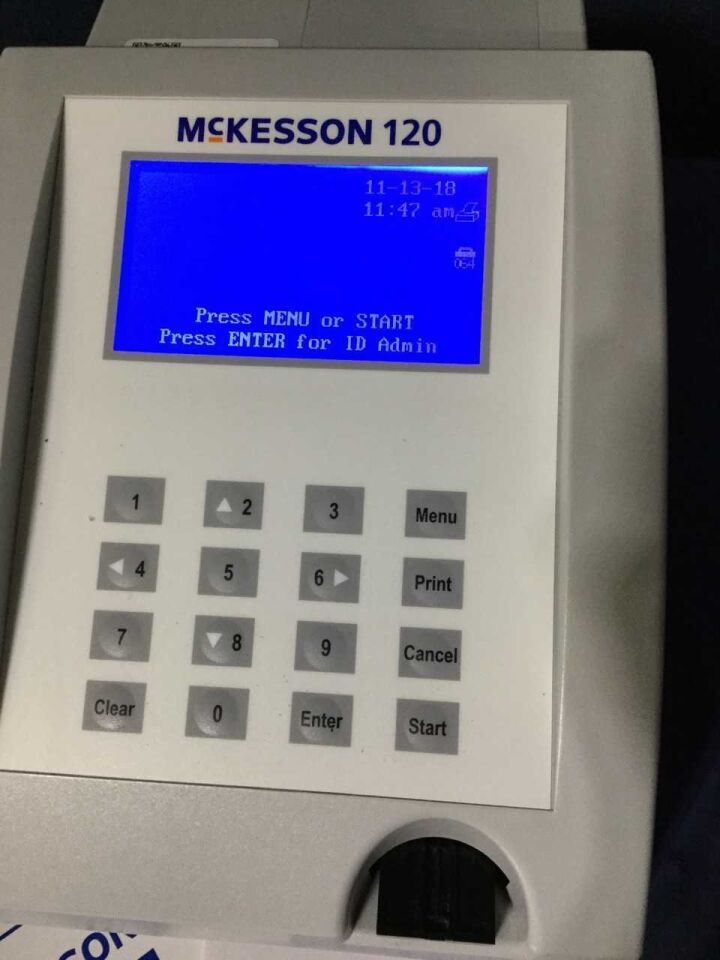 McKESSON 120
11-13-18
11:47 am
064
Press MENU or START
Press ENTER for ID Admin
1 2 3 Menu
4 5 6 Print
7 8 9 Cancel
Clear 0 Enter Start